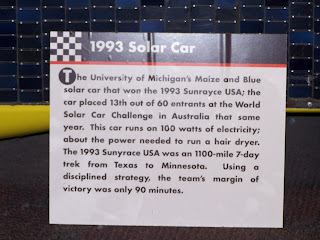 1993 Solar Car
The University of Michigan's Maize and Blue
solar car that won the 1993 Sunrayce USA; the
car placed 13th out of 60 entrants at the World
Solar Car Challenge in Australia that same
year. This car runs on 100 watts of electricity;
about the power needed to run a hair dryer.
The 1993 Sunyrace USA was an 1100-mile 7-day
trek from Texas to Minnesota. Using a
disciplined strategy, the team's margin of
victory was only 90 minutes.